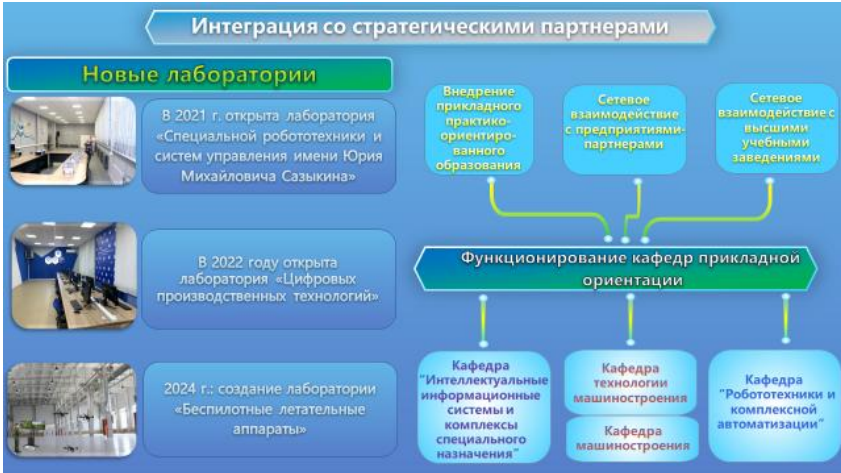 Интеграция со стратегическими партнерами
Новые лаборатории
В 2021 г. открыта лаборатория
«Специальной робототехники и
систем управления имени Юрия
Михайловича Сазыкина»
В 2022 году открыта
лаборатория «Цифровых
производственных технологий»
2024 г.: создание лаборатории
«Беспилотные летательные
аппараты»
Внедрение
прикладного
практико-
ориентиро-
ванного
образования
Сетевое
взаимодействие
с предприятиями-
партнерами
Сетевое
взаимодействие с
высшими
учебными
заведениями
Функционирование кафедр прикладной
ориентации
Кафедра
"Интеллектуальные
информационные
системы и
комплексы
специального
назначения"
Кафедра
технологии
машиностроения
Кафедра
машиностроения
Кафедра
"Робототехники и
комплексной
автоматизации"